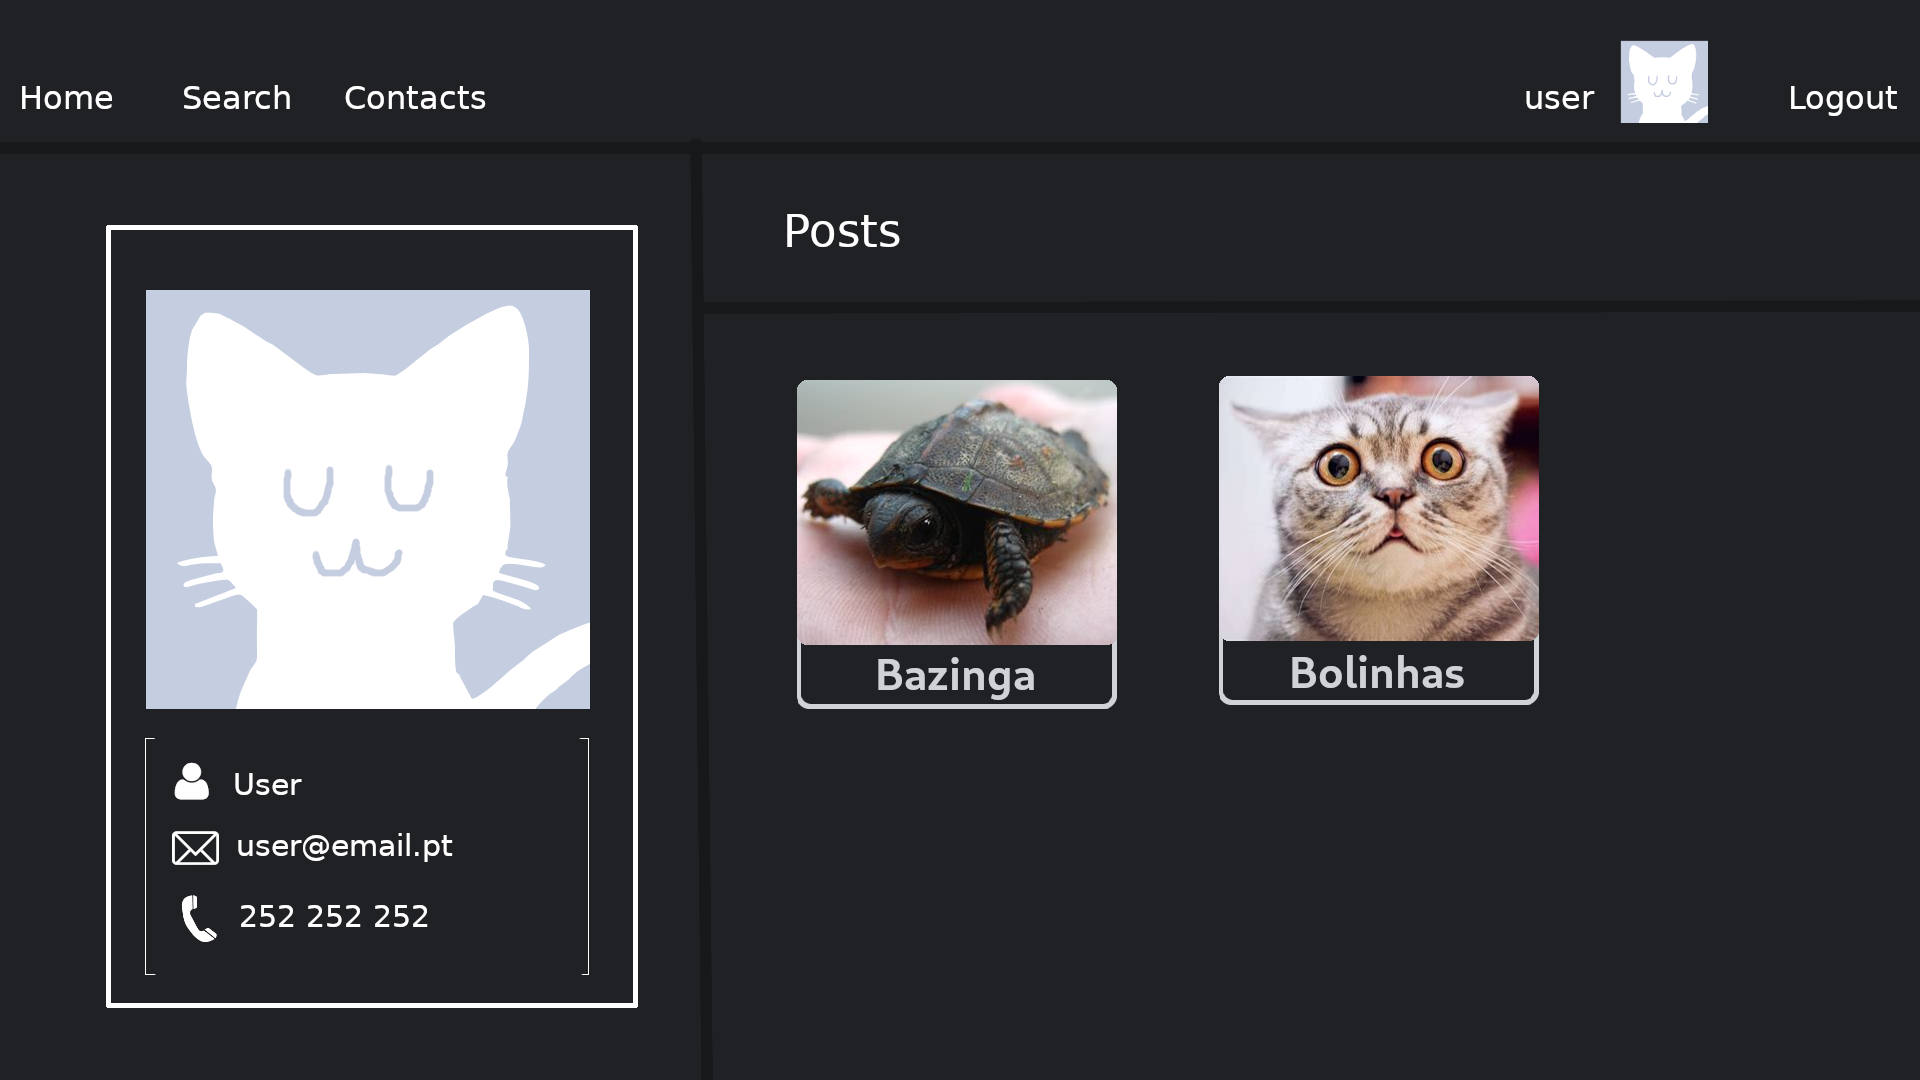 Home Search Contacts user Logout
Posts
Bazinga Bolinhas
User
user@email.pt
252 252 252